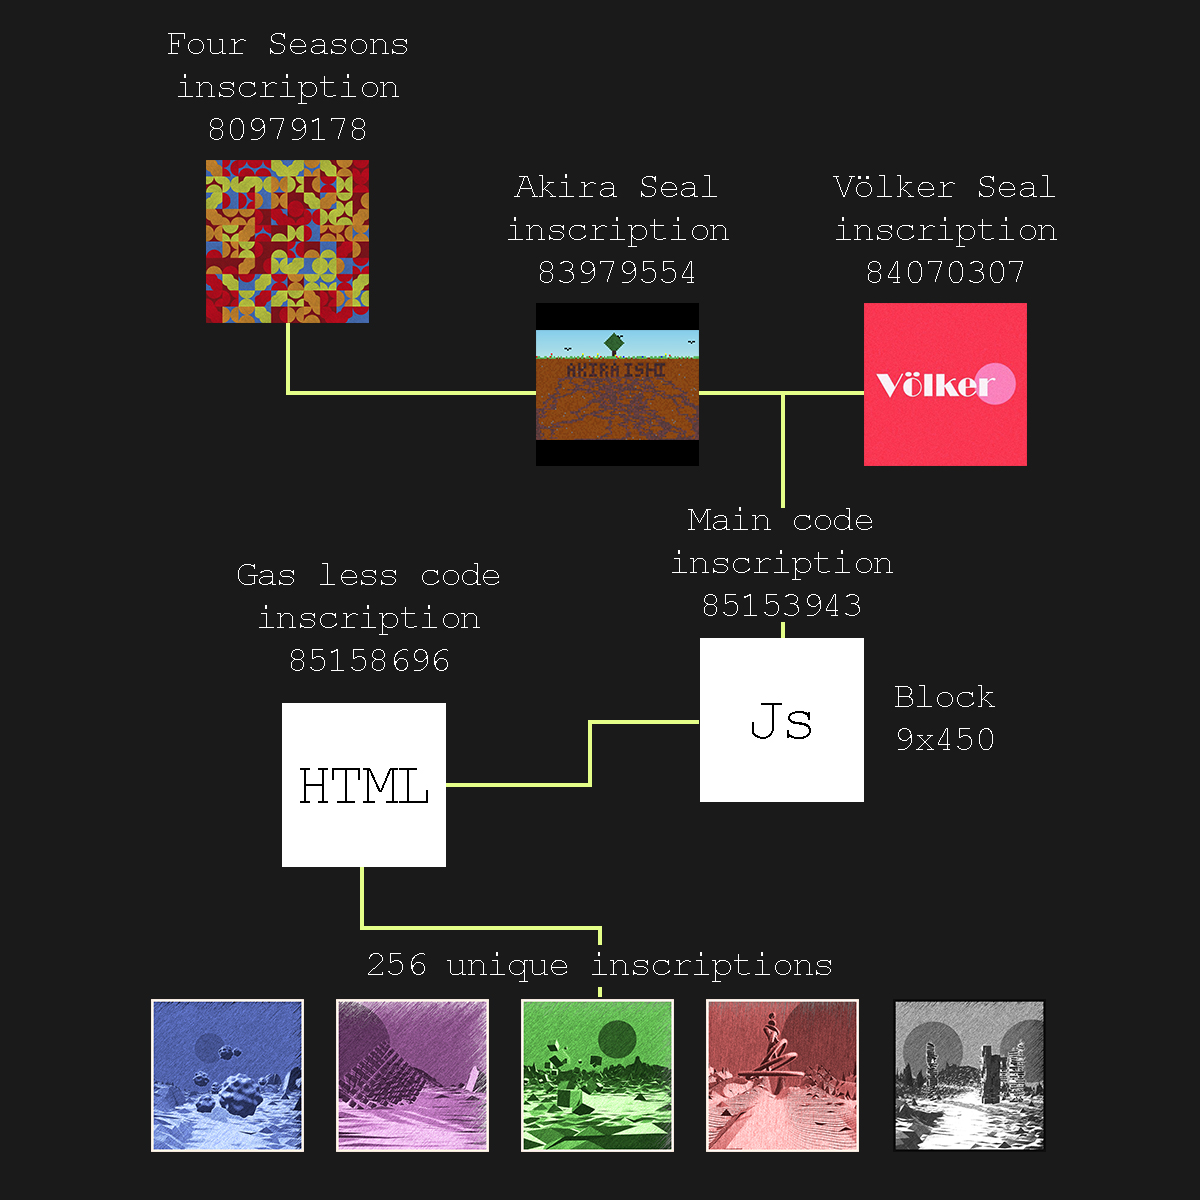 Four Seasons
inscription
80979178
Akira Seal
inscription
83979554
Völker Seal
inscription
84070307
AKIRA ISHI
Völker
Main code
inscription
85153943
Gas less code
inscription
85158696
Js
Block
9x450
HTML
256 unique inscriptions